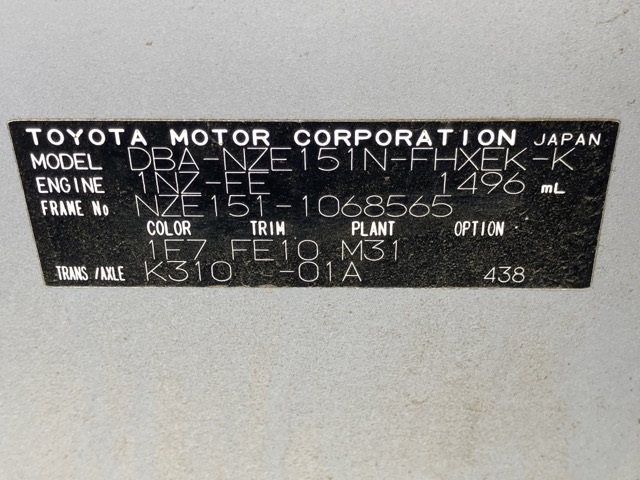 TOYOTA MOTOR CORPORATION JAPAN
MODEL DBA-NZE151N-FHXEK-K
ENGINE 1NZ-FE 1496 mL
FRAME No NZE151-1068565
COLOR TRIM PLANT OPTION
1E7 FE10 M31
TRANS/AXLE K310 -01A 438